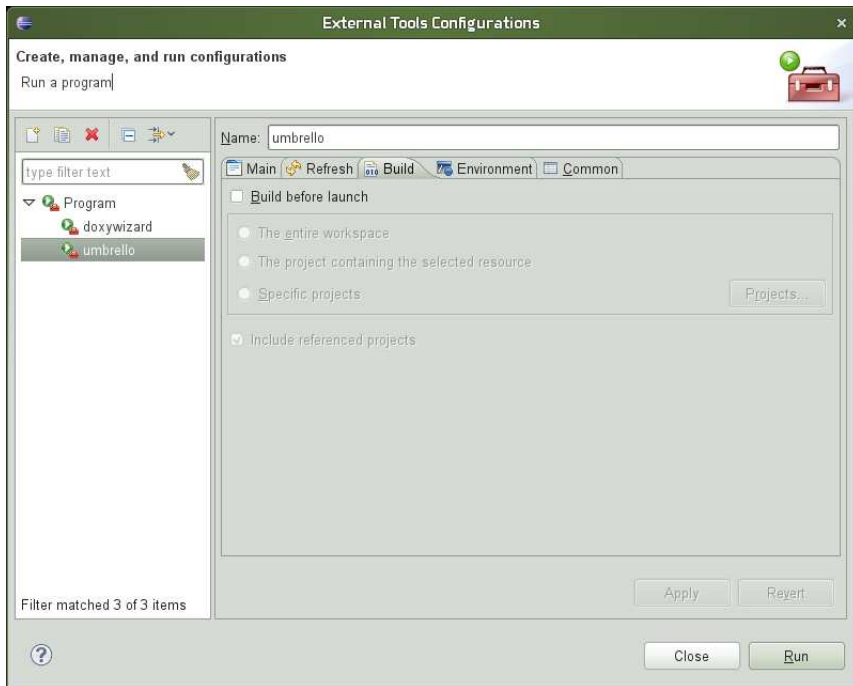 External Tools Configurations
Create, manage, and run configurations
Run a program
type filter text
Program
doxywizard
umbrello
Filter matched 3 of 3 items
Name: umbrello
Main Refresh Build Environment Common
Build before launch
The entire workspace
The project containing the selected resource
Specific projects Projects...
Include referenced projects
Apply Revert
Close Run